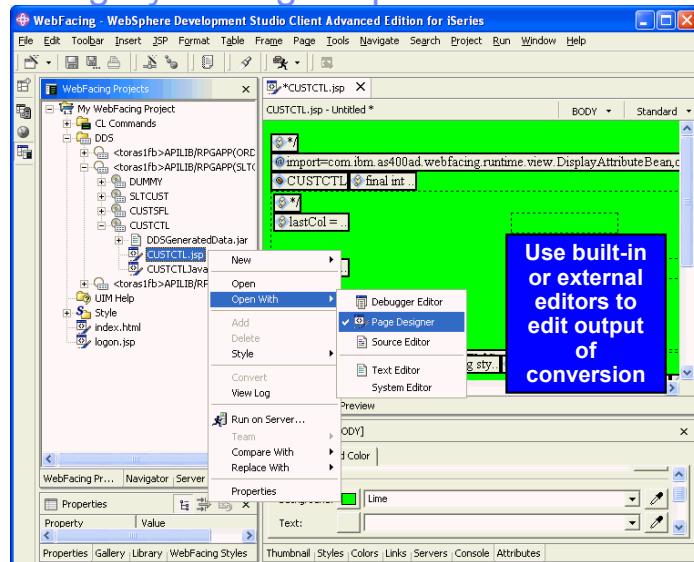 WebFacing - WebSphere Development Studio Client Advanced Edition for iSeries
File Edit Toolbar Insert JSP Format Table Frame Page Tools Navigate Search Project Run Window Help
WebFacing Projects
*CUSTCTL.jsp
My WebFacing Project
CL Commands
DDS
<toras1fb>APILIB/RPGAPP(ORD
<toras1fb>APILIB/RPGAPP(SLTC
DUMMY
SLTCUST
CUSTSFL
CUSTCTL
DDSGeneratedData.jar
CUSTCTL.jsp
CUSTCTLJava
<toras1fb>APILIB/RP
UIM Help
Style
index.html
logon.jsp
CUSTCTL.jsp - Untitled *
BODY Standard
*/
import=com.ibm.as400ad.webfacing.runtime.view.DisplayAttributeBean,c
CUSTCTL final int ..
*/
lastCol = ..
Use built-in
or external
editors to
edit output
of
conversion
New
Open
Open With
Add
Delete
Style
Convert
View Log
Run on Server...
Team
Compare With
Replace With
Properties
Debugger Editor
Page Designer
Source Editor
Text Editor
System Editor
g sty..
Preview
ODY]
d Color
Lime
Text:
WebFacing Pr... Navigator Server
Properties
Property Value
Properties Gallery Library WebFacing Styles
Thumbnail Styles Colors Links Servers Console Attributes